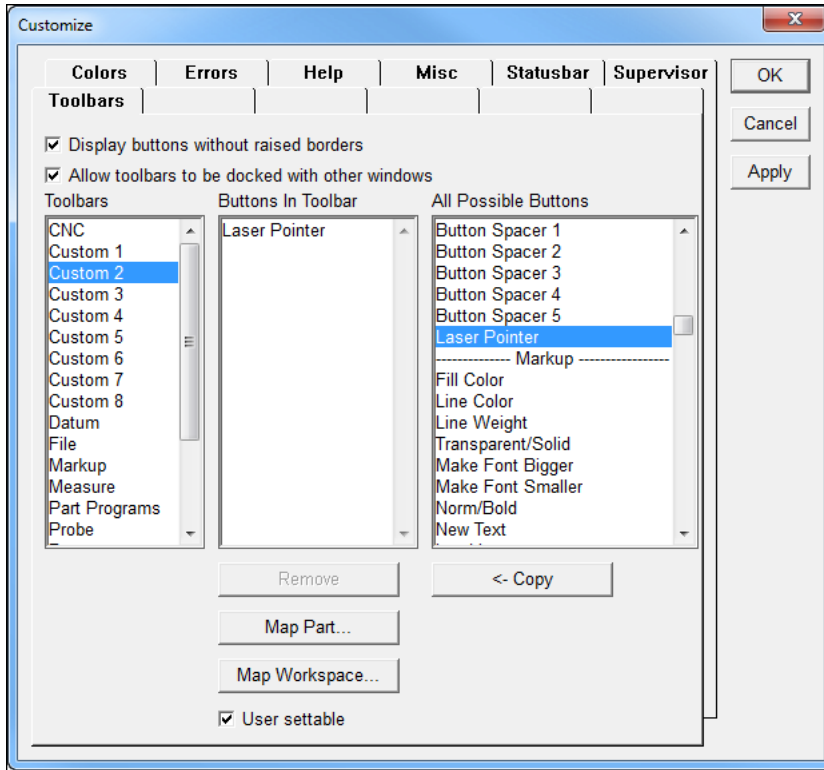 Customize
Colors Errors Help Misc Statusbar Supervisor
Toolbars
OK
Cancel
Apply
Display buttons without raised borders
Allow toolbars to be docked with other windows
Toolbars
CNC
Custom 1
Custom 2
Custom 3
Custom 4
Custom 5
Custom 6
Custom 7
Custom 8
Datum
File
Markup
Measure
Part Programs
Probe
Buttons In Toolbar
Laser Pointer
All Possible Buttons
Button Spacer 1
Button Spacer 2
Button Spacer 3
Button Spacer 4
Button Spacer 5
Laser Pointer
--------------- Markup ------------------
Fill Color
Line Color
Line Weight
Transparent/Solid
Make Font Bigger
Make Font Smaller
Norm/Bold
New Text
Remove
<- Copy
Map Part...
Map Workspace...
User settable